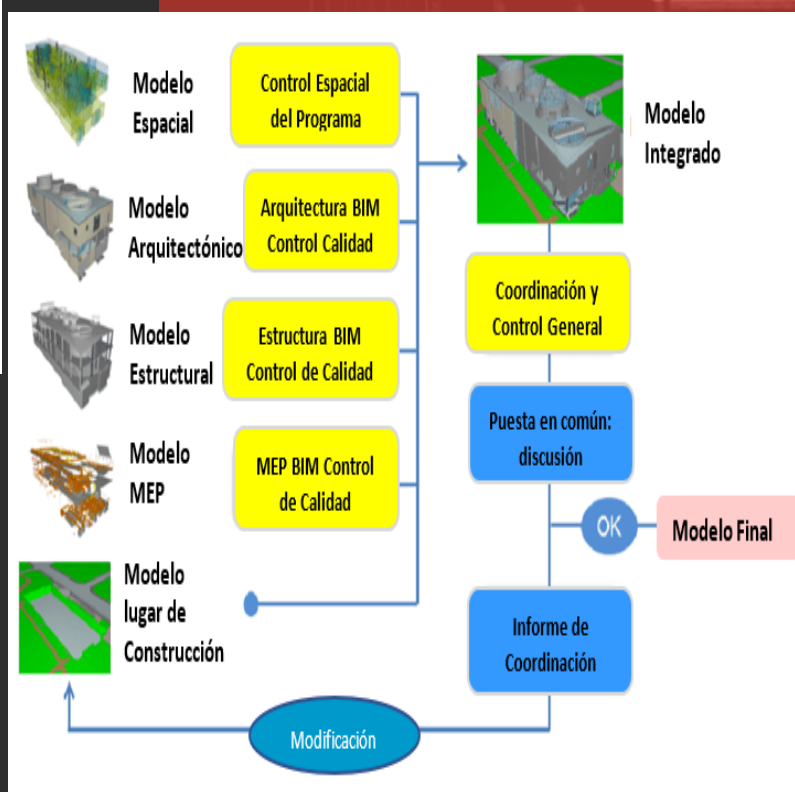 Modelo
Espacial
Control Espacial
del Programa
Modelo
Integrado
Modelo
Arquitectónico
Arquitectura BIM
Control Calidad
Coordinación y
Control General
Modelo
Estructural
Estructura BIM
Control de Calidad
Puesta en común:
discusión
Modelo
MEP
MEP BIM Control
de Calidad
OK
Modelo Final
Modelo
lugar de
Construcción
Informe de
Coordinación
Modificación